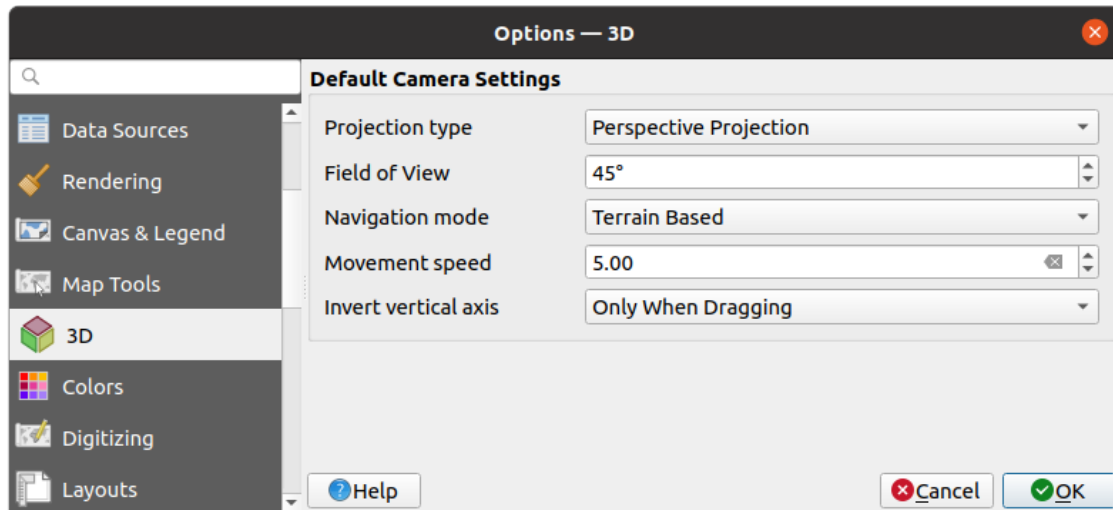 Options — 3D
Data Sources
Rendering
Canvas & Legend
Map Tools
3D
Colors
Digitizing
Layouts
Default Camera Settings
Projection type Perspective Projection
Field of View 45°
Navigation mode Terrain Based
Movement speed 5.00
Invert vertical axis Only When Dragging
Help Cancel OK